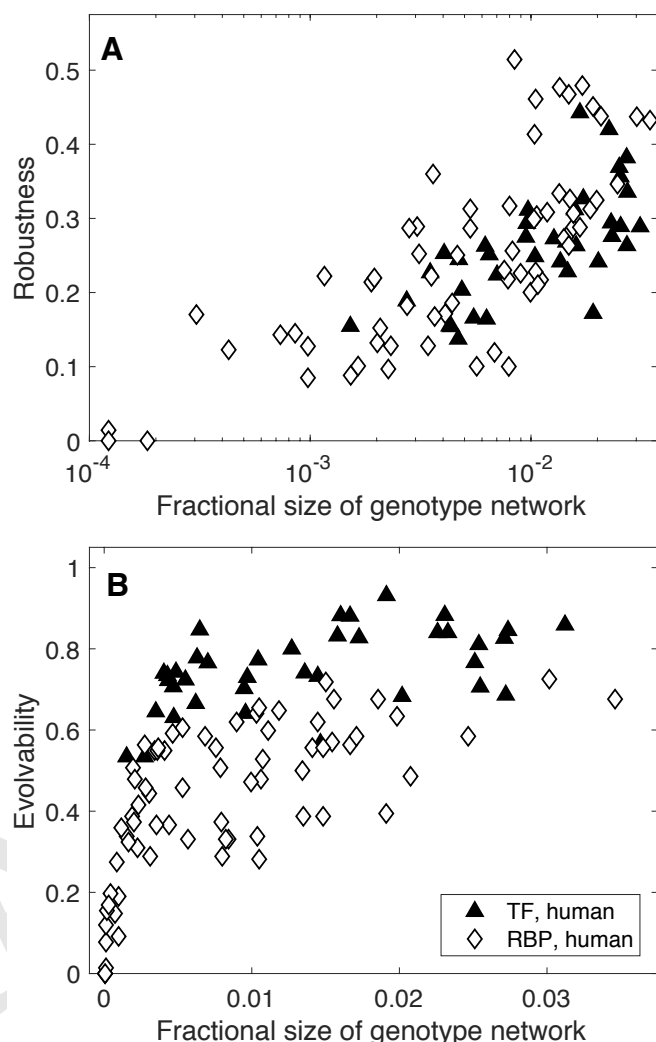 A
0.5
0.4
0.3
0.2
0.1
0
Robustness
10-4
10-3
10-2
Fractional size of genotype network
B
1
0.8
0.6
0.4
0.2
0
Evolvability
TF, human
RBP, human
0
0.01
0.02
0.03
Fractional size of genotype network